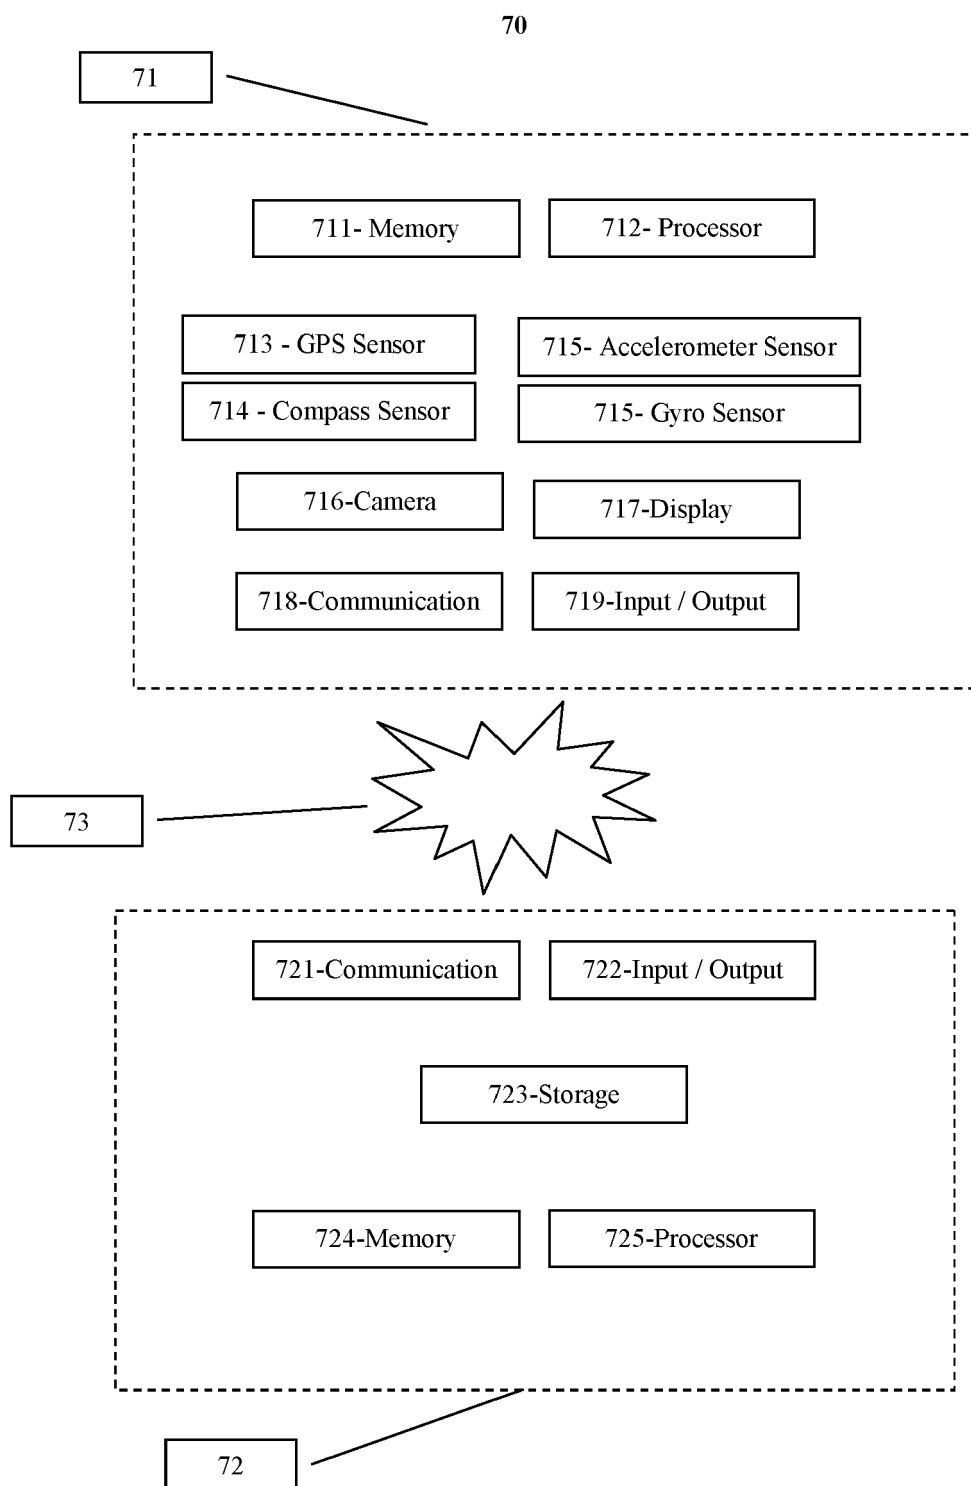 70
71
711- Memory
712- Processor
713 - GPS Sensor
715- Accelerometer Sensor
714 - Compass Sensor
715- Gyro Sensor
716-Camera
717-Display
718-Communication
719-Input / Output
73
721-Communication
722-Input / Output
723-Storage
724-Memory
725-Processor
72